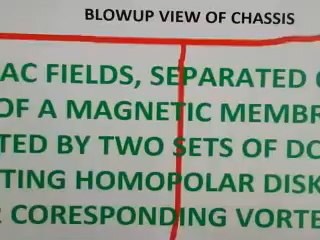 BLOWUP VIEW OF CHASSIS
AC FIELDS, SEPARATED
OF A MAGNETIC MEMBR
TED BY TWO SETS OF DC
TING HOMOPOLAR DISK
CORESPONDING VORTE